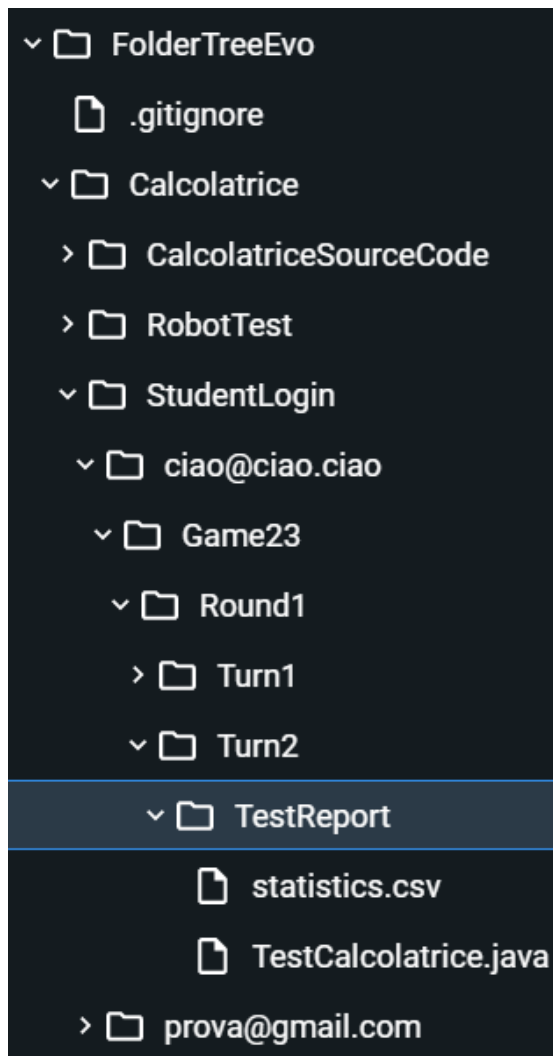 FolderTreeEvo
.gitignore
Calcolatrice
CalcolatriceSourceCode
RobotTest
StudentLogin
ciao@ciao.ciao
Game23
Round1
Turn1
Turn2
TestReport
statistics.csv
TestCalcolatrice.java
prova@gmail.com